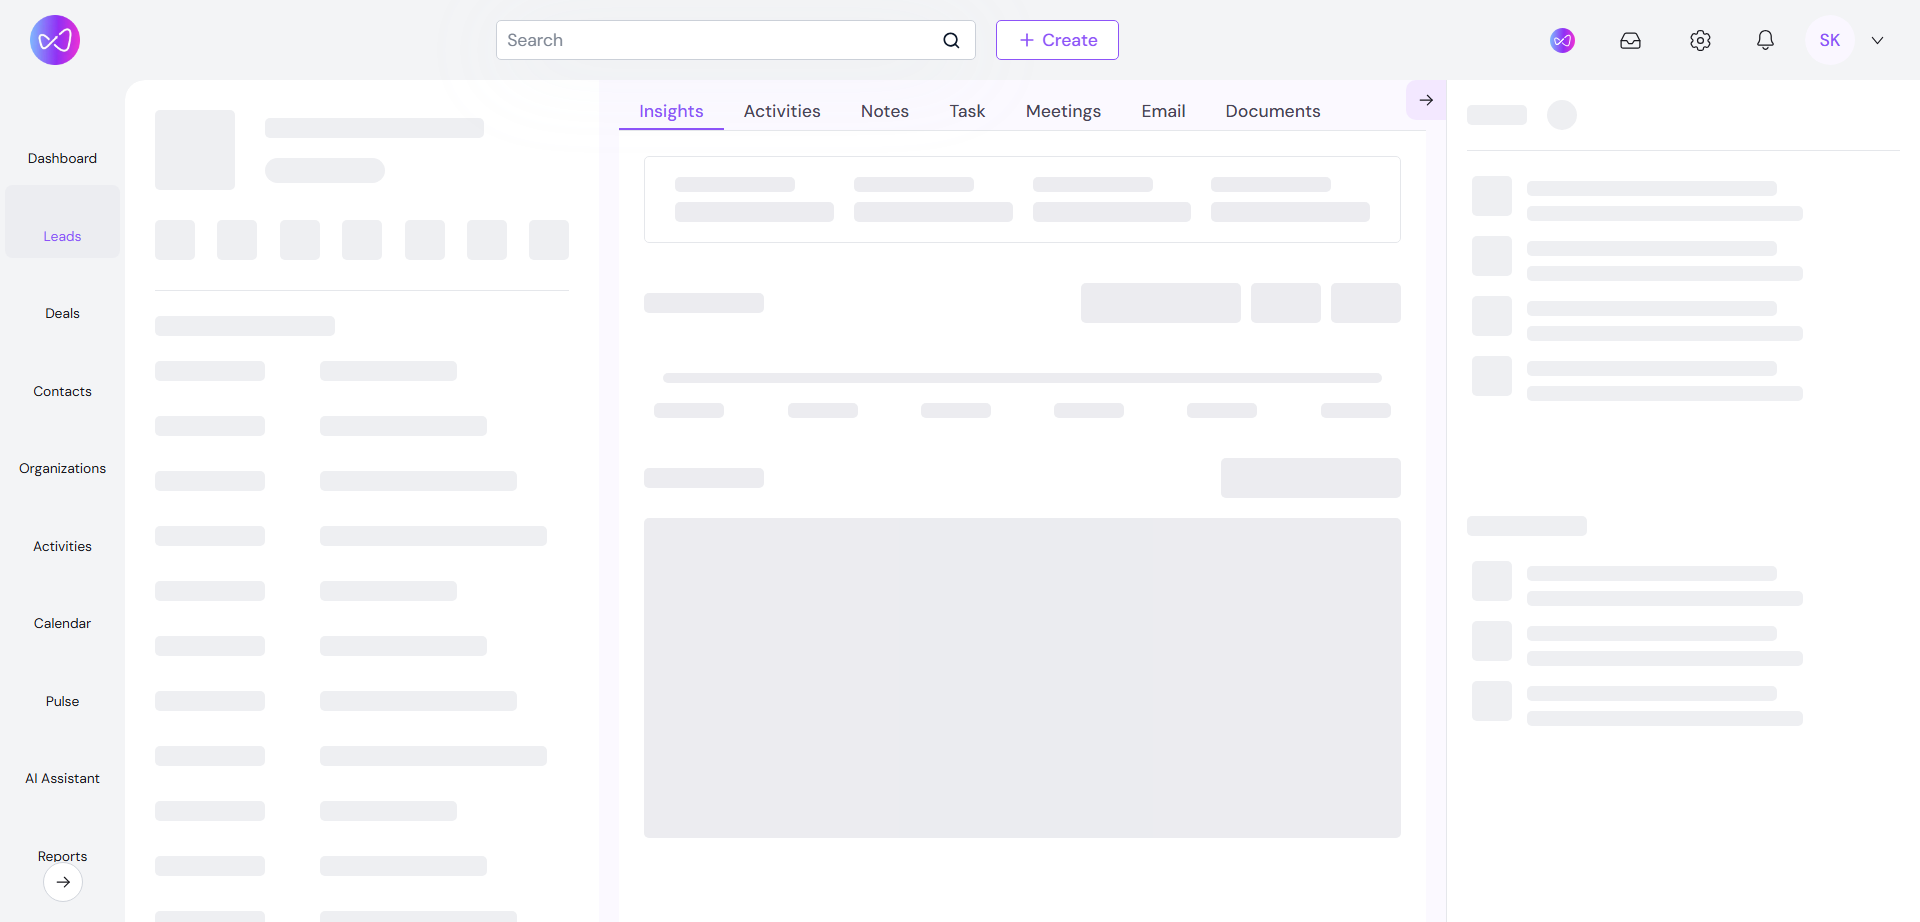 Search
Create
SK
Dashboard
Leads
Deals
Contacts
Organizations
Activities
Calendar
Pulse
AI Assistant
Reports
Insights
Activities
Notes
Task
Meetings
Email
Documents